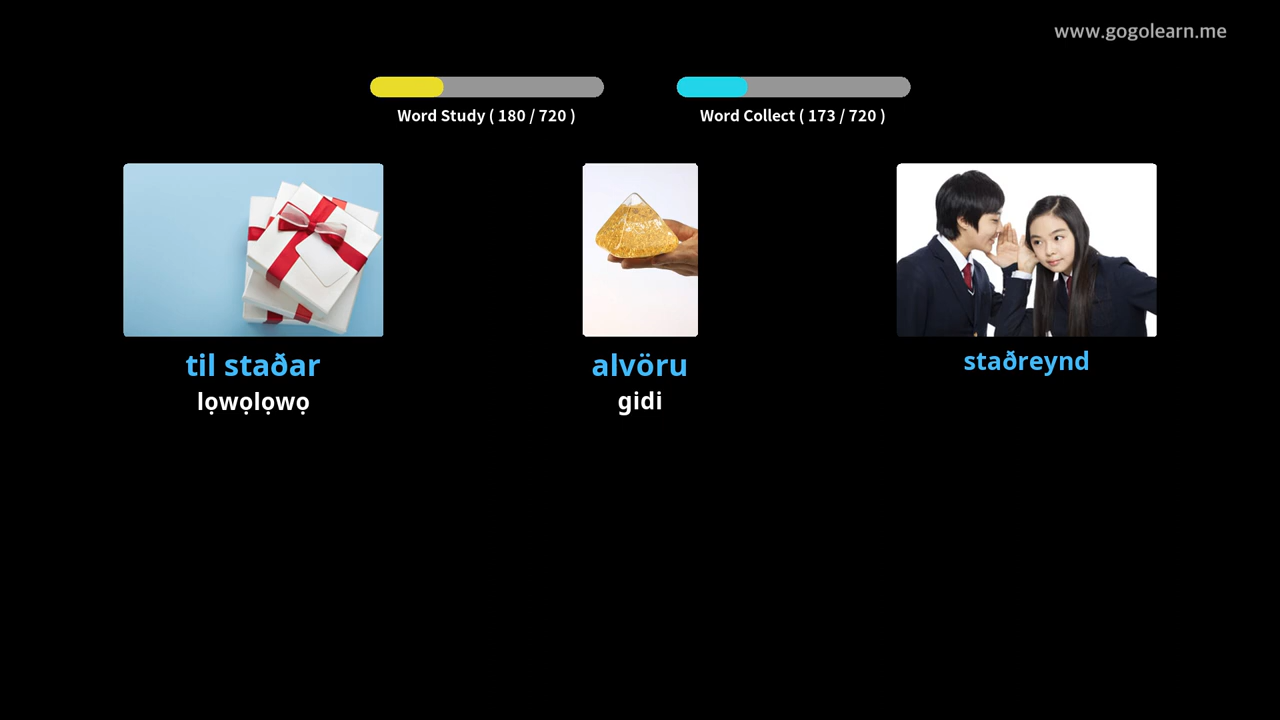 www.gogolearn.me
Word Study ( 180 / 720 )
Word Collect ( 173 / 720 )
til staðar
lọwọlọwọ
alvöru
gidi
staðreynd